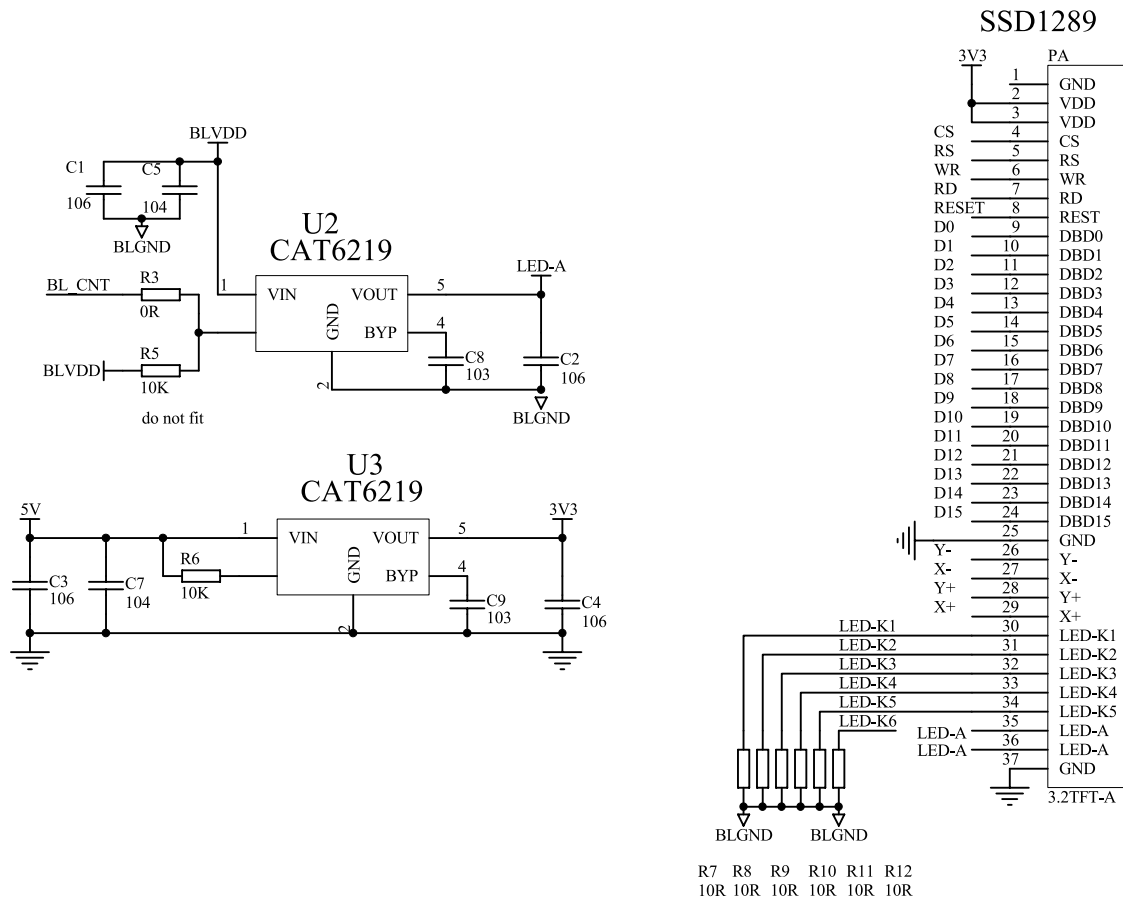 SSD1289
3V3
PA
1 GND
2 VDD
3 VDD
CS 4 CS
RS 5 RS
WR 6 WR
RD 7 RD
RESET 8 REST
D0 9 DBD0
D1 10 DBD1
D2 11 DBD2
D3 12 DBD3
D4 13 DBD4
D5 14 DBD5
D6 15 DBD6
D7 16 DBD7
D8 17 DBD8
D9 18 DBD9
D10 19 DBD10
D11 20 DBD11
D12 21 DBD12
D13 22 DBD13
D14 23 DBD14
D15 24 DBD15
25 GND
Y- 26 Y-
X- 27 X-
Y+ 28 Y+
X+ 29 X+
LED-K1 30 LED-K1
LED-K2 31 LED-K2
LED-K3 32 LED-K3
LED-K4 33 LED-K4
LED-K5 34 LED-K5
LED-K6 LED-A 35 LED-A
LED-A 36 LED-A
37 GND
3.2TFT-A
BLGND BLGND
R7 R8 R9 R10 R11 R12
10R 10R 10R 10R 10R 10R
BLVDD
C1 C5
106 104
BLGND
U2
CAT6219
LED-A
BL_CNT R3 1 VIN VOUT 5
0R
GND
BYP 4
BLVDD R5
10K
C8
103
C2
106
2
do not fit
BLGND
U3
CAT6219
5V 3V3
1 VIN VOUT 5
R6
10K
GND
BYP 4
C3
106
C7
104
C9
103
C4
106
2